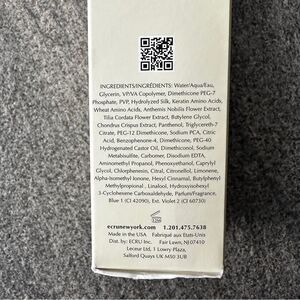 INGREDIENTS/INGRÉDIENTS: Water/Aqua/Eau,
Glycerin, VP/VA Copolymer, Dimethicone PEG-7
Phosphate, PVP, Hydrolyzed Silk, Keratin Amino Acids,
Wheat Amino Acids, Anthemis Nobilis Flower Extract,
Tilia Cordata Flower Extract, Butylene Glycol,
Chondrus Crispus Extract, Panthenol, Triethylhexyl-
Citrate, PEG-12 Dimethicone, Sodium PCA, Citric
Acid, Benzophenone-4, Dimethicone, PEG-40
Hydrogenated Castor Oil, Dimethiconol, Sodium
Metabisulfite, Carbomer, Disodium EDTA,
Aminomethyl Propanol, Phenoxyethanol, Caprylyl
Glycol, Chlorphenesin, Citral, Citronellol, Limonene,
Alpha-Isomethyl Ionone, Hexyl Cinnamal, Butylphenyl
Methylpropional, Linalool, Hydroxyisohexyl
3-Cyclohexene Carboxaldehyde, Parfum/Fragrance,
Blue 1 (CI 42090), Ext. Violet 2 (CI 60730)
ecrunewyork.com 1.201.475.7638
Made in the USA Fabriqué aux États-Unis
Dist. by: ECRU Inc. Fair Lawn, NJ 07410
Leceur Ltd, 1 Lowry Plaza,
Salford Quays UK M50 3UB